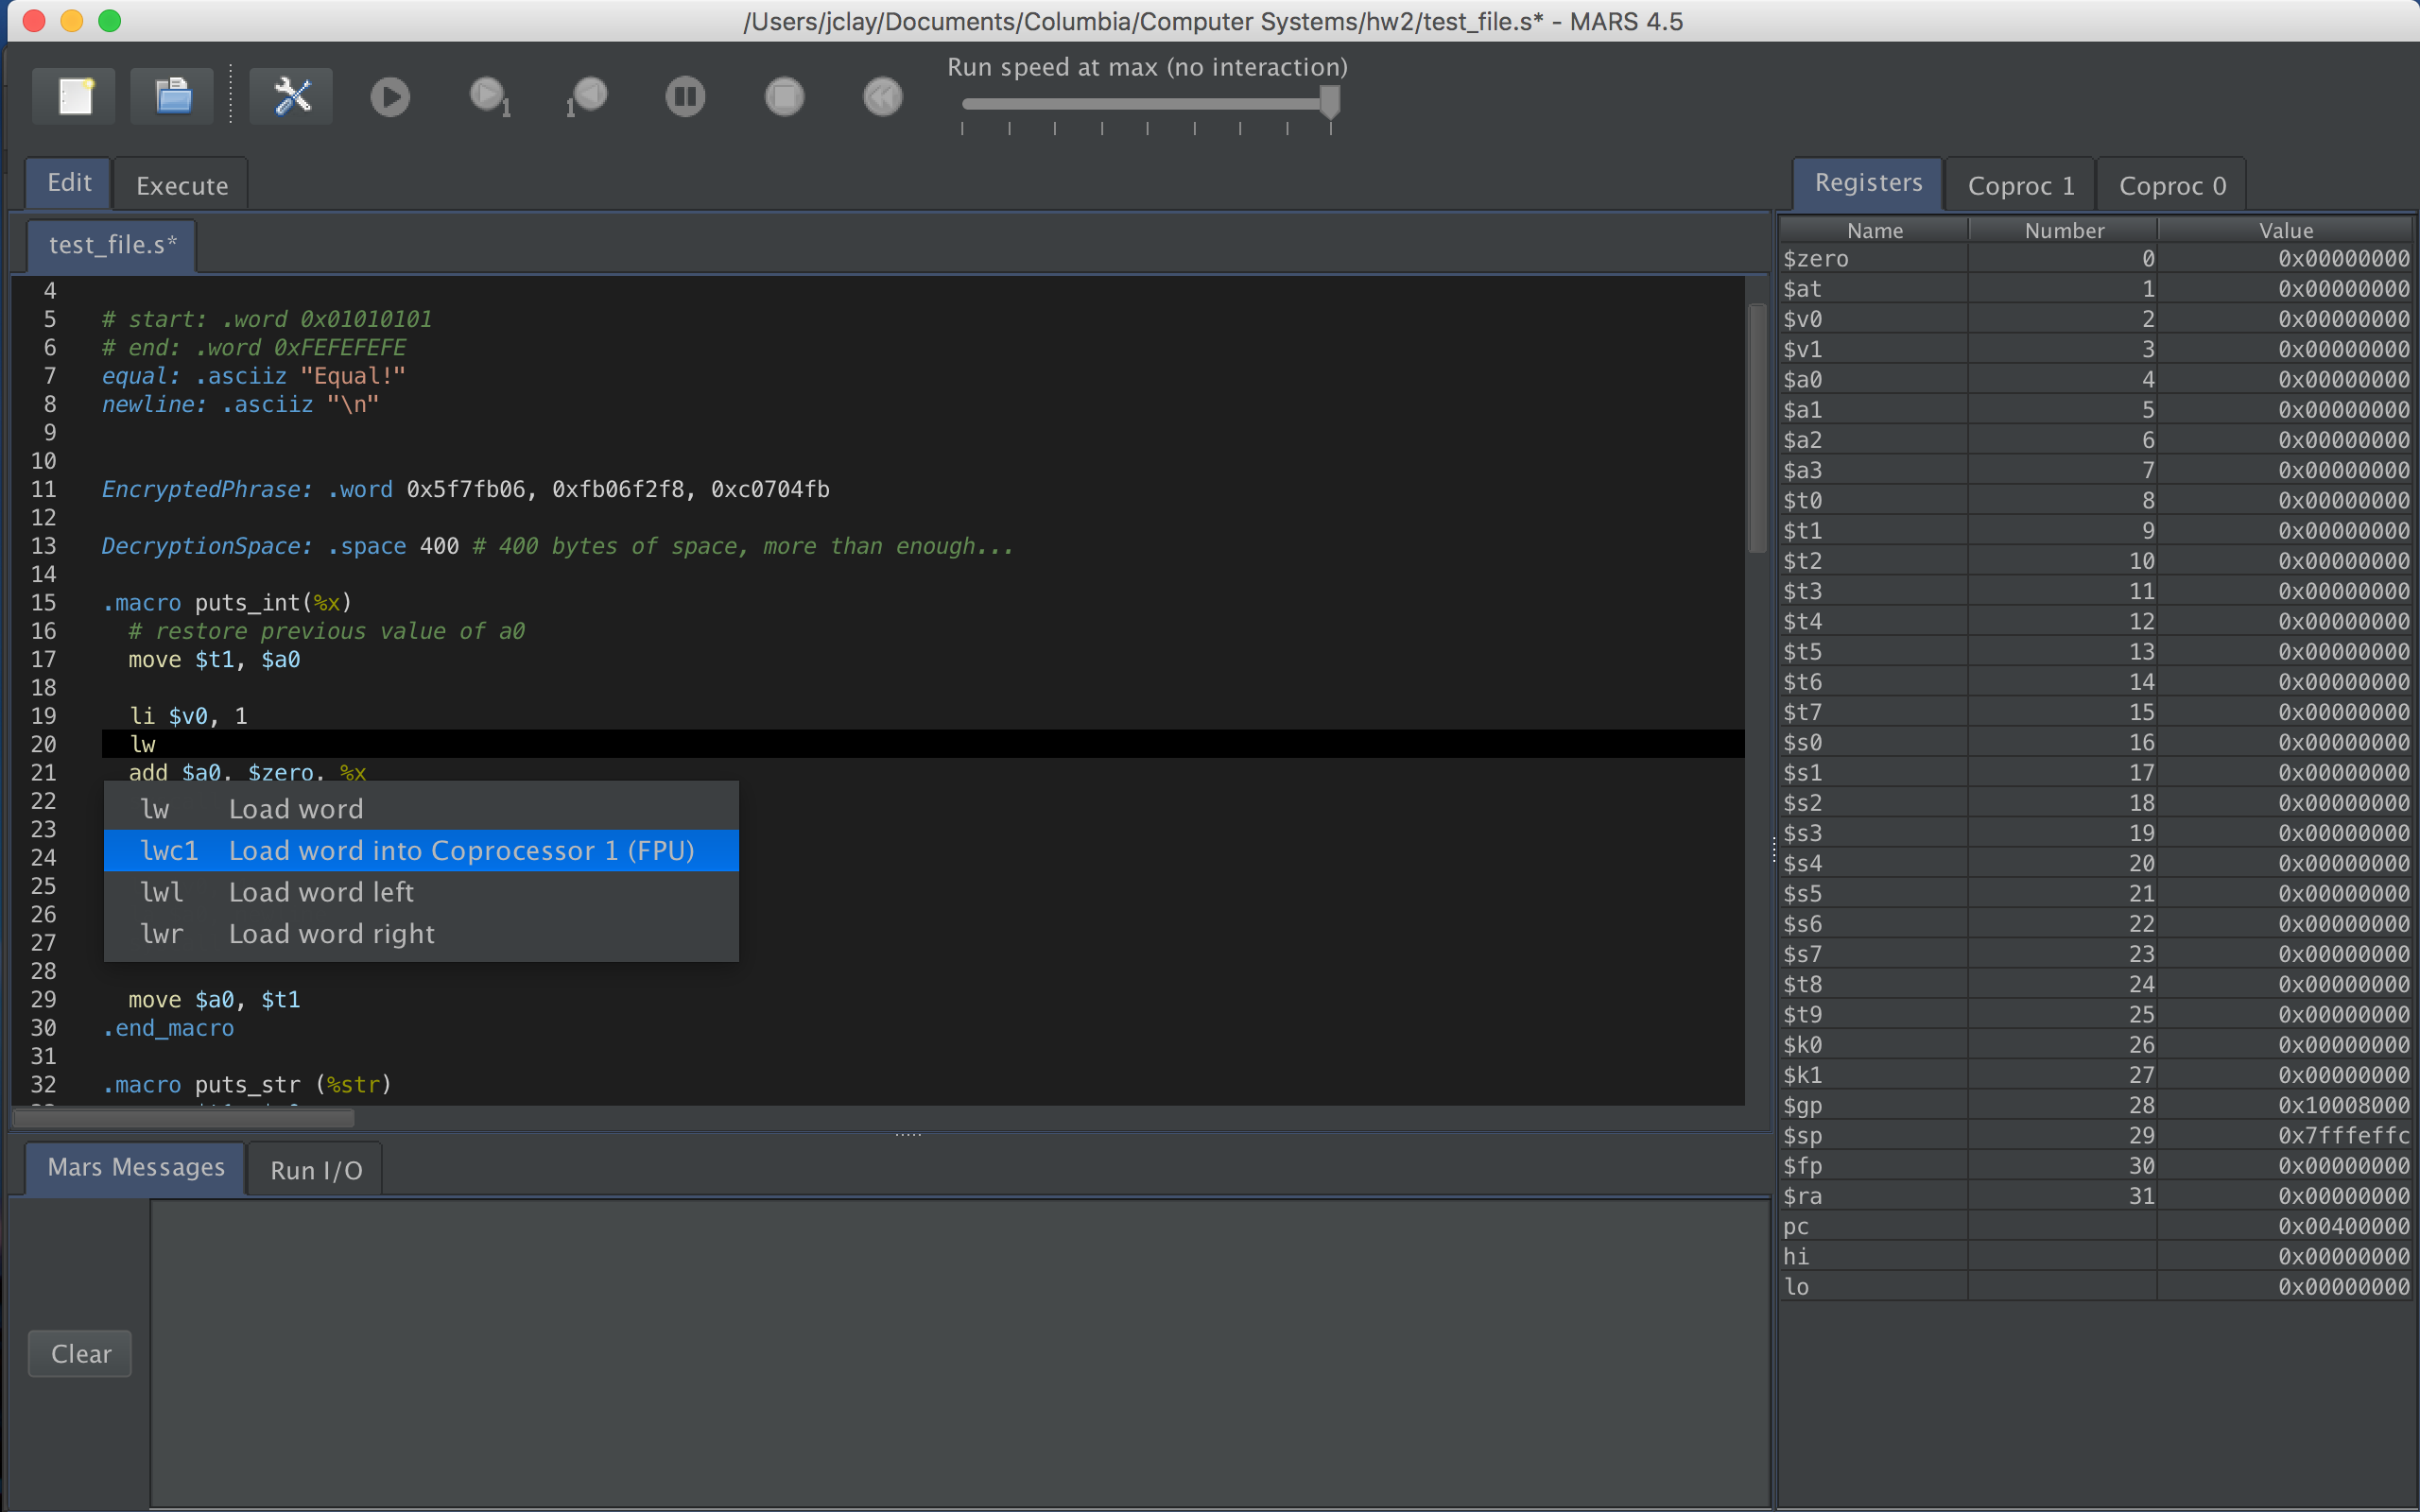 /Users/jclay/Documents/Columbia/Computer Systems/hw2/test_file.s* - MARS 4.5
Run speed at max (no interaction)
1
1
Edit
Execute
test_file.s*
4
5 # start: .word 0x01010101
6 # end: .word 0xFEFEFEFE
7 equal: .asciiz "Equal!"
8 newline: .asciiz "\n"
9
10
11 EncryptedPhrase: .word 0x5f7fb06, 0xfb06f2f8, 0xc0704fb
12
13 DecryptionSpace: .space 400 # 400 bytes of space, more than enough...
14
15 .macro puts_int(%x)
16 # restore previous value of a0
17 move $t1, $a0
18
19 li $v0, 1
20 lw
21 add $a0, $zero, %x
22
23
24
25
26
27
28
29 move $a0, $t1
30 .end_macro
31
32 .macro puts_str (%str)
lw Load word
lwc1 Load word into Coprocessor 1 (FPU)
lwl Load word left
lwr Load word right
Mars Messages
Run I/O
Clear
Registers
Coproc 1
Coproc 0
Name Number Value
$zero 0 0x00000000
$at 1 0x00000000
$v0 2 0x00000000
$v1 3 0x00000000
$a0 4 0x00000000
$a1 5 0x00000000
$a2 6 0x00000000
$a3 7 0x00000000
$t0 8 0x00000000
$t1 9 0x00000000
$t2 10 0x00000000
$t3 11 0x00000000
$t4 12 0x00000000
$t5 13 0x00000000
$t6 14 0x00000000
$t7 15 0x00000000
$s0 16 0x00000000
$s1 17 0x00000000
$s2 18 0x00000000
$s3 19 0x00000000
$s4 20 0x00000000
$s5 21 0x00000000
$s6 22 0x00000000
$s7 23 0x00000000
$t8 24 0x00000000
$t9 25 0x00000000
$k0 26 0x00000000
$k1 27 0x00000000
$gp 28 0x10008000
$sp 29 0x7fffeffc
$fp 30 0x00000000
$ra 31 0x00000000
pc 0x00400000
hi 0x00000000
lo 0x00000000